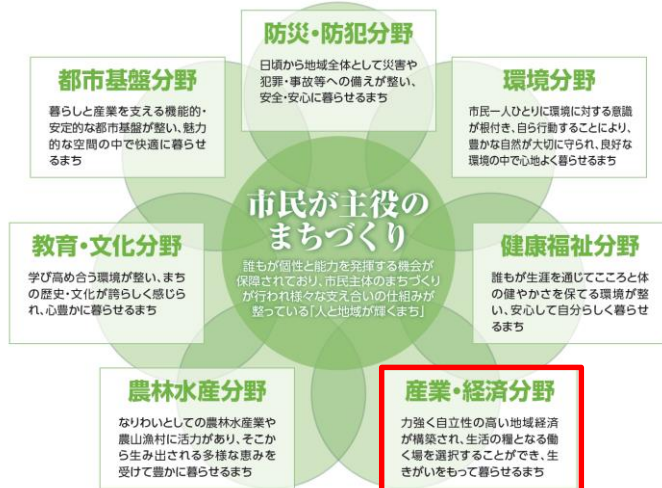 防災・防犯分野
日頃から地域全体として災害や
犯罪・事故等への備えが整い、
安全・安心に暮らせるまち
都市基盤分野
暮らしと産業を支える機能的・
安定的な都市基盤が整い、魅力
的な空間の中で快適に暮らせ
るまち
環境分野
市民一人ひとりに環境に対する意識
が根付き、自ら行動することにより、
豊かな自然が大切に守られ、良好な
環境の中で心地よく暮らせるまち
市民が主役の
まちづくり
誰もが個性と能力を発揮する機会が
保障されており、市民主体のまちづくり
が行われ様々な支え合いの仕組みが
整っている「人と地域が輝くまち」
教育・文化分野
学び高め合う環境が整い、まち
の歴史・文化が誇らしく感じら
れ、心豊かに暮らせるまち
健康福祉分野
誰もが生涯を通じてこころと体
の健やかさを保てる環境が整
い、安心して自分らしく暮らせ
るまち
農林水産分野
なりわいとしての農林水産業や
農山漁村に活力があり、そこか
ら生み出される多様な恵みを
受けて豊かに暮らせるまち
産業・経済分野
力強く自立性の高い地域経済
が構築され、生活の糧となる働
く場を選択することができ、生
きがいをもって暮らせるまち